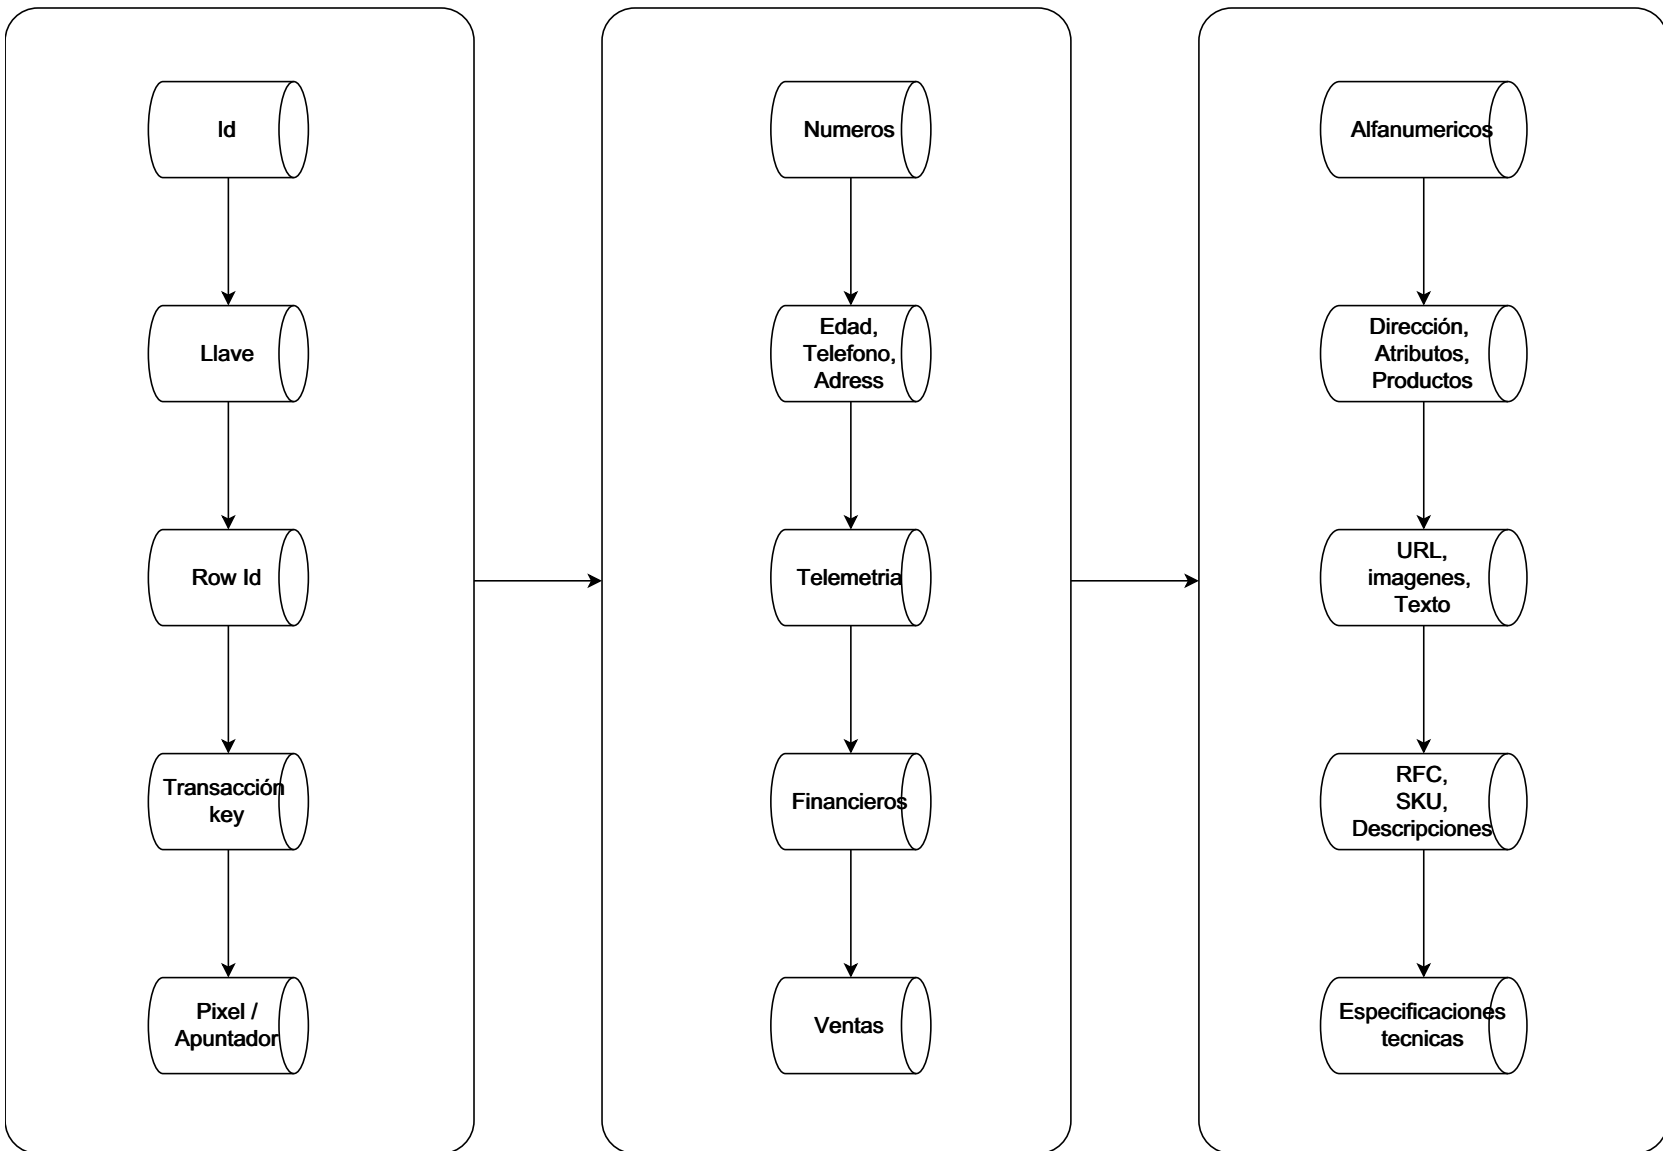 Id
Llave
Row Id
Transacción
key
Pixel /
Apuntador
Numeros
Edad,
Telefono,
Adress
Telemetria
Financieros
Ventas
Alfanumericos
Dirección,
Atributos,
Productos
URL,
imagenes,
Texto
RFC,
SKU,
Descripciones
Especificaciones
tecnicas